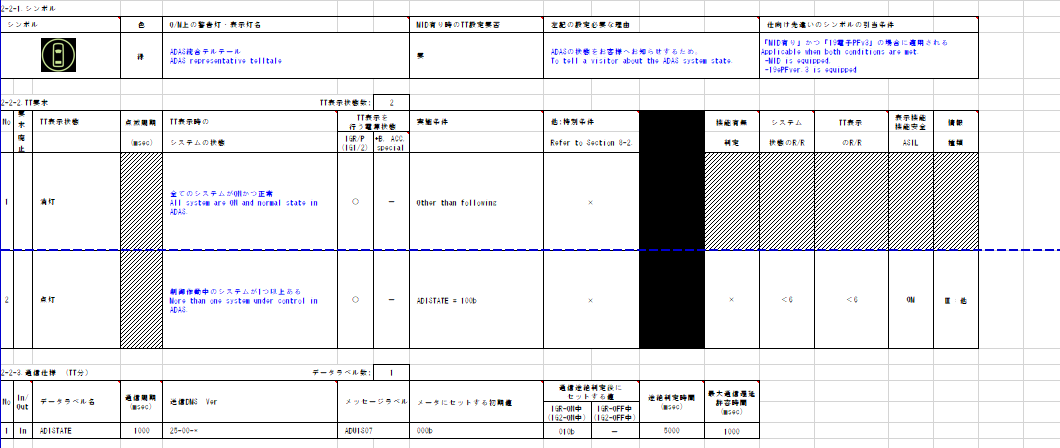 2-2-1.シンボル
シンボル 色 O/M上の警告灯・表示灯名 MID有り時のTT設定要否 左記の設定必要な理由 仕向け先違いのシンボルの引当条件
緑 ADAS統合テルテール 要 ADASの状態をお客様へお知らせするため。 「MID有り」かつ「19電子PFv3」の場合に適用される
ADAS representative telltale To tell a visitor about the ADAS system state. Applicable when both conditions are met.
-MID is equipped.
-19ePFver.3 is equipped
2-2-2.TT要求 TT表示状態数: 2
No 要求 TT表示状態 点滅周期 TT表示時の TT表示を 実施条件 他:特別条件 性能有無 システム TT表示 表示性能 情報
行う電源状態 機能安全
廃止 (msec) システムの状態 IGR/P +B, ACC, Refer to Section 8-2. 判定 状態のR/R のR/R ASIL 種類
(IG1/2) special
1 消灯 全てのシステムがONかつ正常 ○ － Other than following ×
All system are ON and normal state in
ADAS.
2 点灯 制御作動中のシステムが1つ以上ある ○ － ADISTATE = 100b × × <G <G QM 他
More than one system under control in
ADAS.
2-2-3.通信仕様 （TT分） データラベル数: 1
No In/ データラベル名 通信周期 送信DMS Ver メッセージラベル メータにセットする初期値 通信途絶判定後に 途絶判定時間 最大通信遅延
Out (msec) セットする値 (msec) 許容時間
IGR-ON中 IGR-OFF中 (msec)
(IG2-ON中) (IG2-OFF中)
1 In ADISTATE 1000 25-00-* ADU1S07 000b 010b － 5000 1000